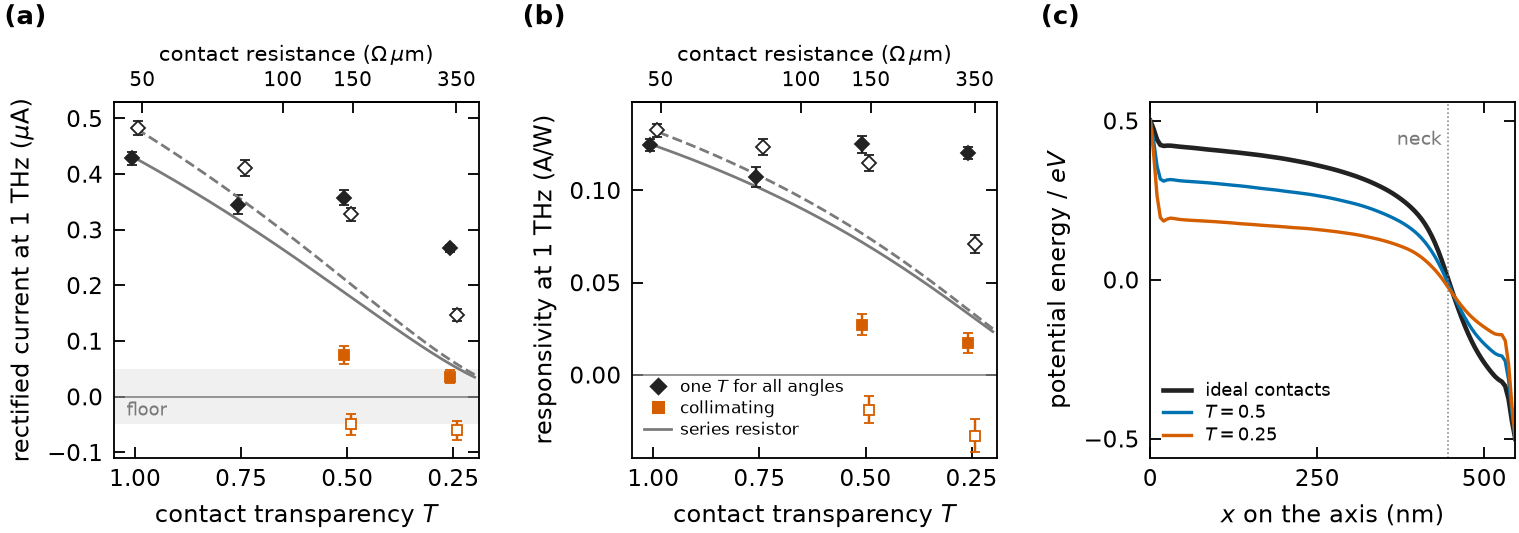 (a)
contact resistance (Ω μm)
50 100 150 350
rectified current at 1 THz (μA)
0.5
0.4
0.3
0.2
0.1
0.0
−0.1
floor
1.00 0.75 0.50 0.25
contact transparency T
(b)
contact resistance (Ω μm)
50 100 150 350
responsivity at 1 THz (A/W)
0.10
0.05
0.00
one T for all angles
collimating
series resistor
1.00 0.75 0.50 0.25
contact transparency T
(c)
potential energy / eV
0.5
0.0
−0.5
neck
ideal contacts
T = 0.5
T = 0.25
0 250 500
x on the axis (nm)